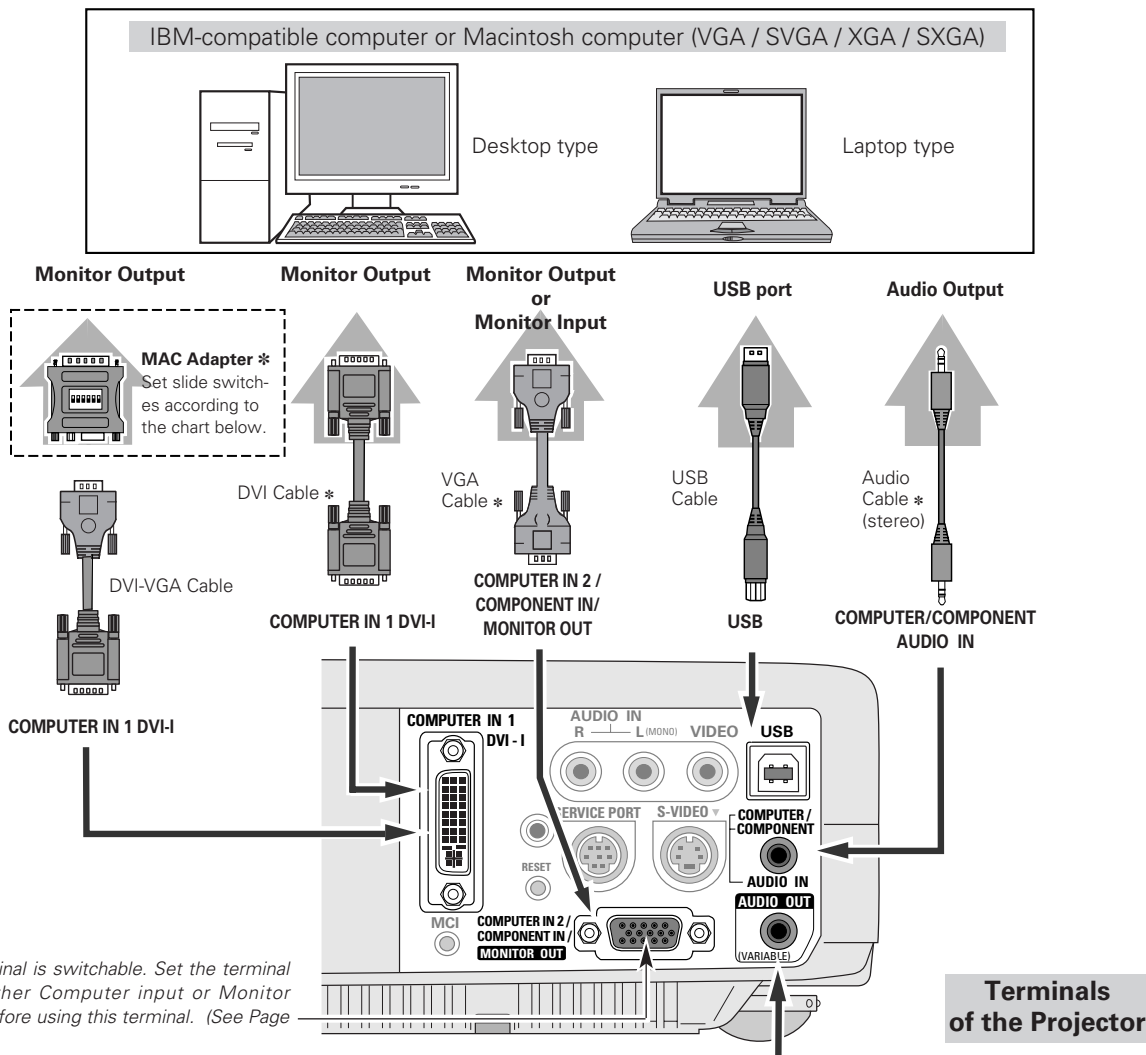 IBM-compatible computer or Macintosh computer (VGA / SVGA / XGA / SXGA)
Desktop type
Laptop type
Monitor Output
Monitor Output
Monitor Output
or
Monitor Input
USB port
Audio Output
MAC Adapter *
Set slide switch-
es according to
the chart below.
DVI Cable *
VGA
Cable *
USB
Cable
Audio
Cable *
(stereo)
DVI-VGA Cable
COMPUTER IN 1 DVI-I
COMPUTER IN 2 /
COMPONENT IN/
MONITOR OUT
USB
COMPUTER/COMPONENT
AUDIO IN
COMPUTER IN 1 DVI-I
COMPUTER IN 1
DVI - I
AUDIO IN
R L (MONO)
VIDEO
USB
SERVICE PORT
S-VIDEO
COMPUTER /
COMPONENT
AUDIO IN
RESET
MCI
COMPUTER IN 2 /
COMPONENT IN /
MONITOR OUT
AUDIO OUT
(VARIABLE)
is switchable. Set the terminal
Computer input or Monitor
using this terminal. (See Page
Terminals
of the Projector